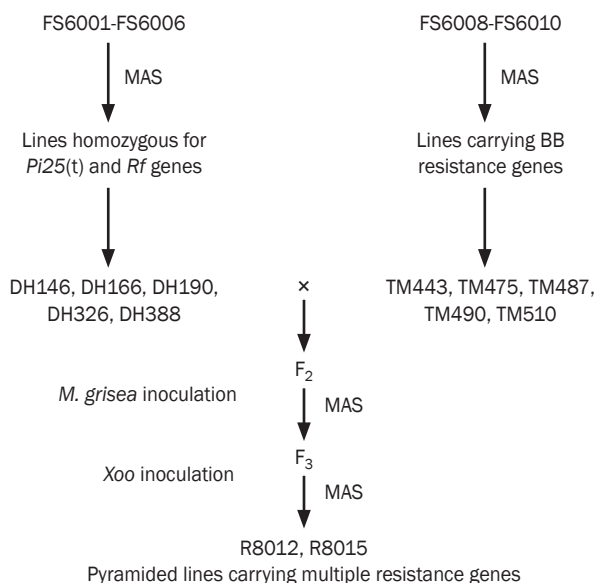 FS6001-FS6006
FS6008-FS6010
MAS
MAS
Lines homozygous for
Pi25(t) and Rf genes
Lines carrying BB
resistance genes
DH146, DH166, DH190,
DH326, DH388
×
TM443, TM475, TM487,
TM490, TM510
F2
M. grisea inoculation
MAS
F3
Xoo inoculation
MAS
R8012, R8015
Pyramided lines carrying multiple resistance genes